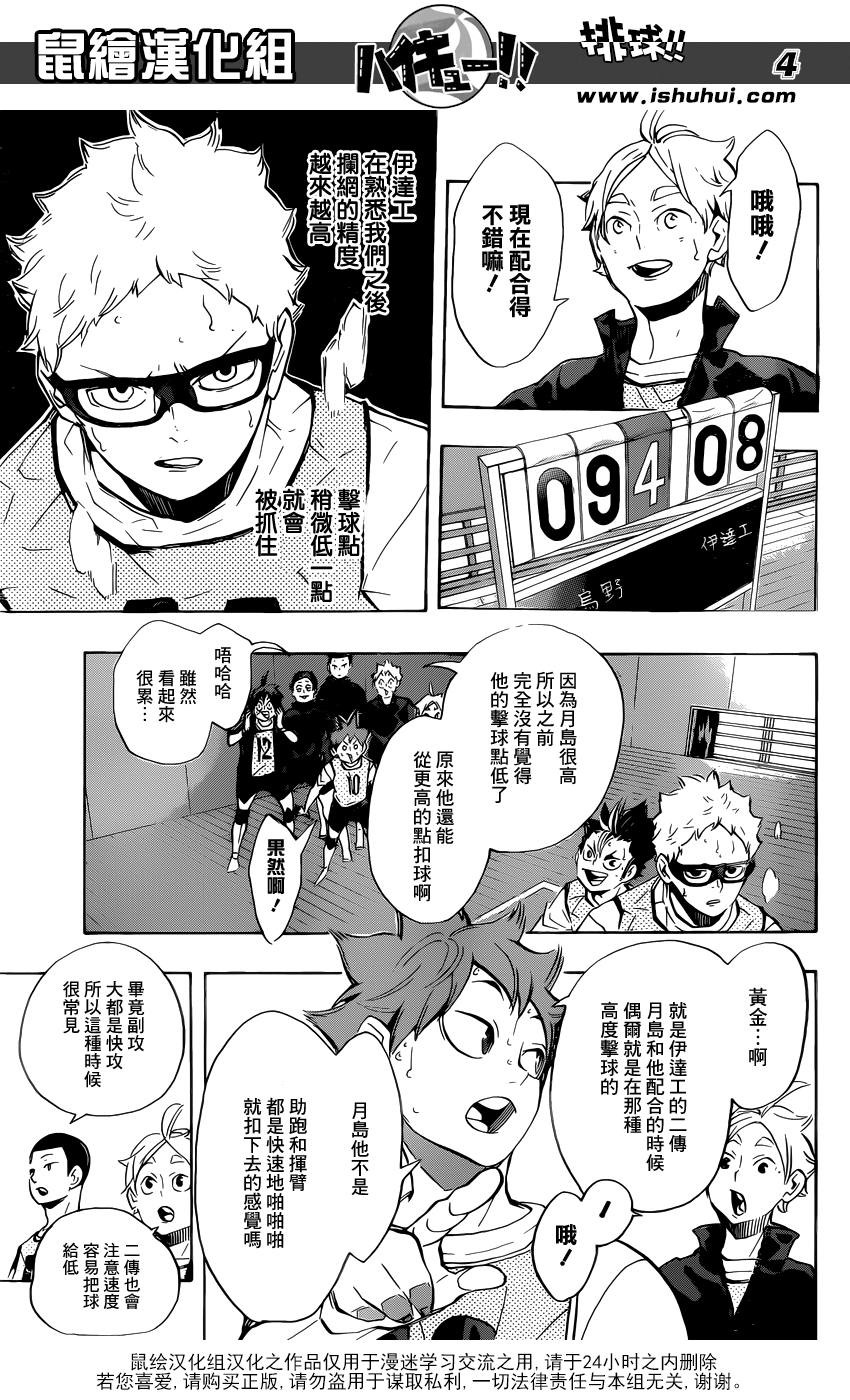 鼠繪漢化組
ハイキュー!!
排球!!
4
www.ishuhui.com
哦哦！
現在配合得
不錯嘛！
伊達工
在熟悉我們之後
攔網的精度
越來越高
擊球點
稍微低一點
就會
被抓住
09 4 08
伊達工
烏野
因為月島很高
所以之前
完全沒有覺得
他的擊球點低了
原來他還能
從更高的點扣球啊
唔哈哈
雖然
看起來
很累…
12
10
果然啊！
黃金…啊
就是伊達工的二傳
月島和他配合的時候
偶爾就是在那種
高度擊球的
哦ー！
月島他不是
助跑和揮臂
都是快速地啪啪啪
就扣下去的感覺嗎
畢竟副攻
大都是快攻
所以這種時候
很常見
二傳也會
注意速度
容易把球
給低
鼠绘汉化组汉化之作品仅用于漫迷学习交流之用, 请于24小时之内删除
若您喜爱, 请购买正版, 请勿用于谋取私利, 一切法律责任与本组无关, 谢谢。